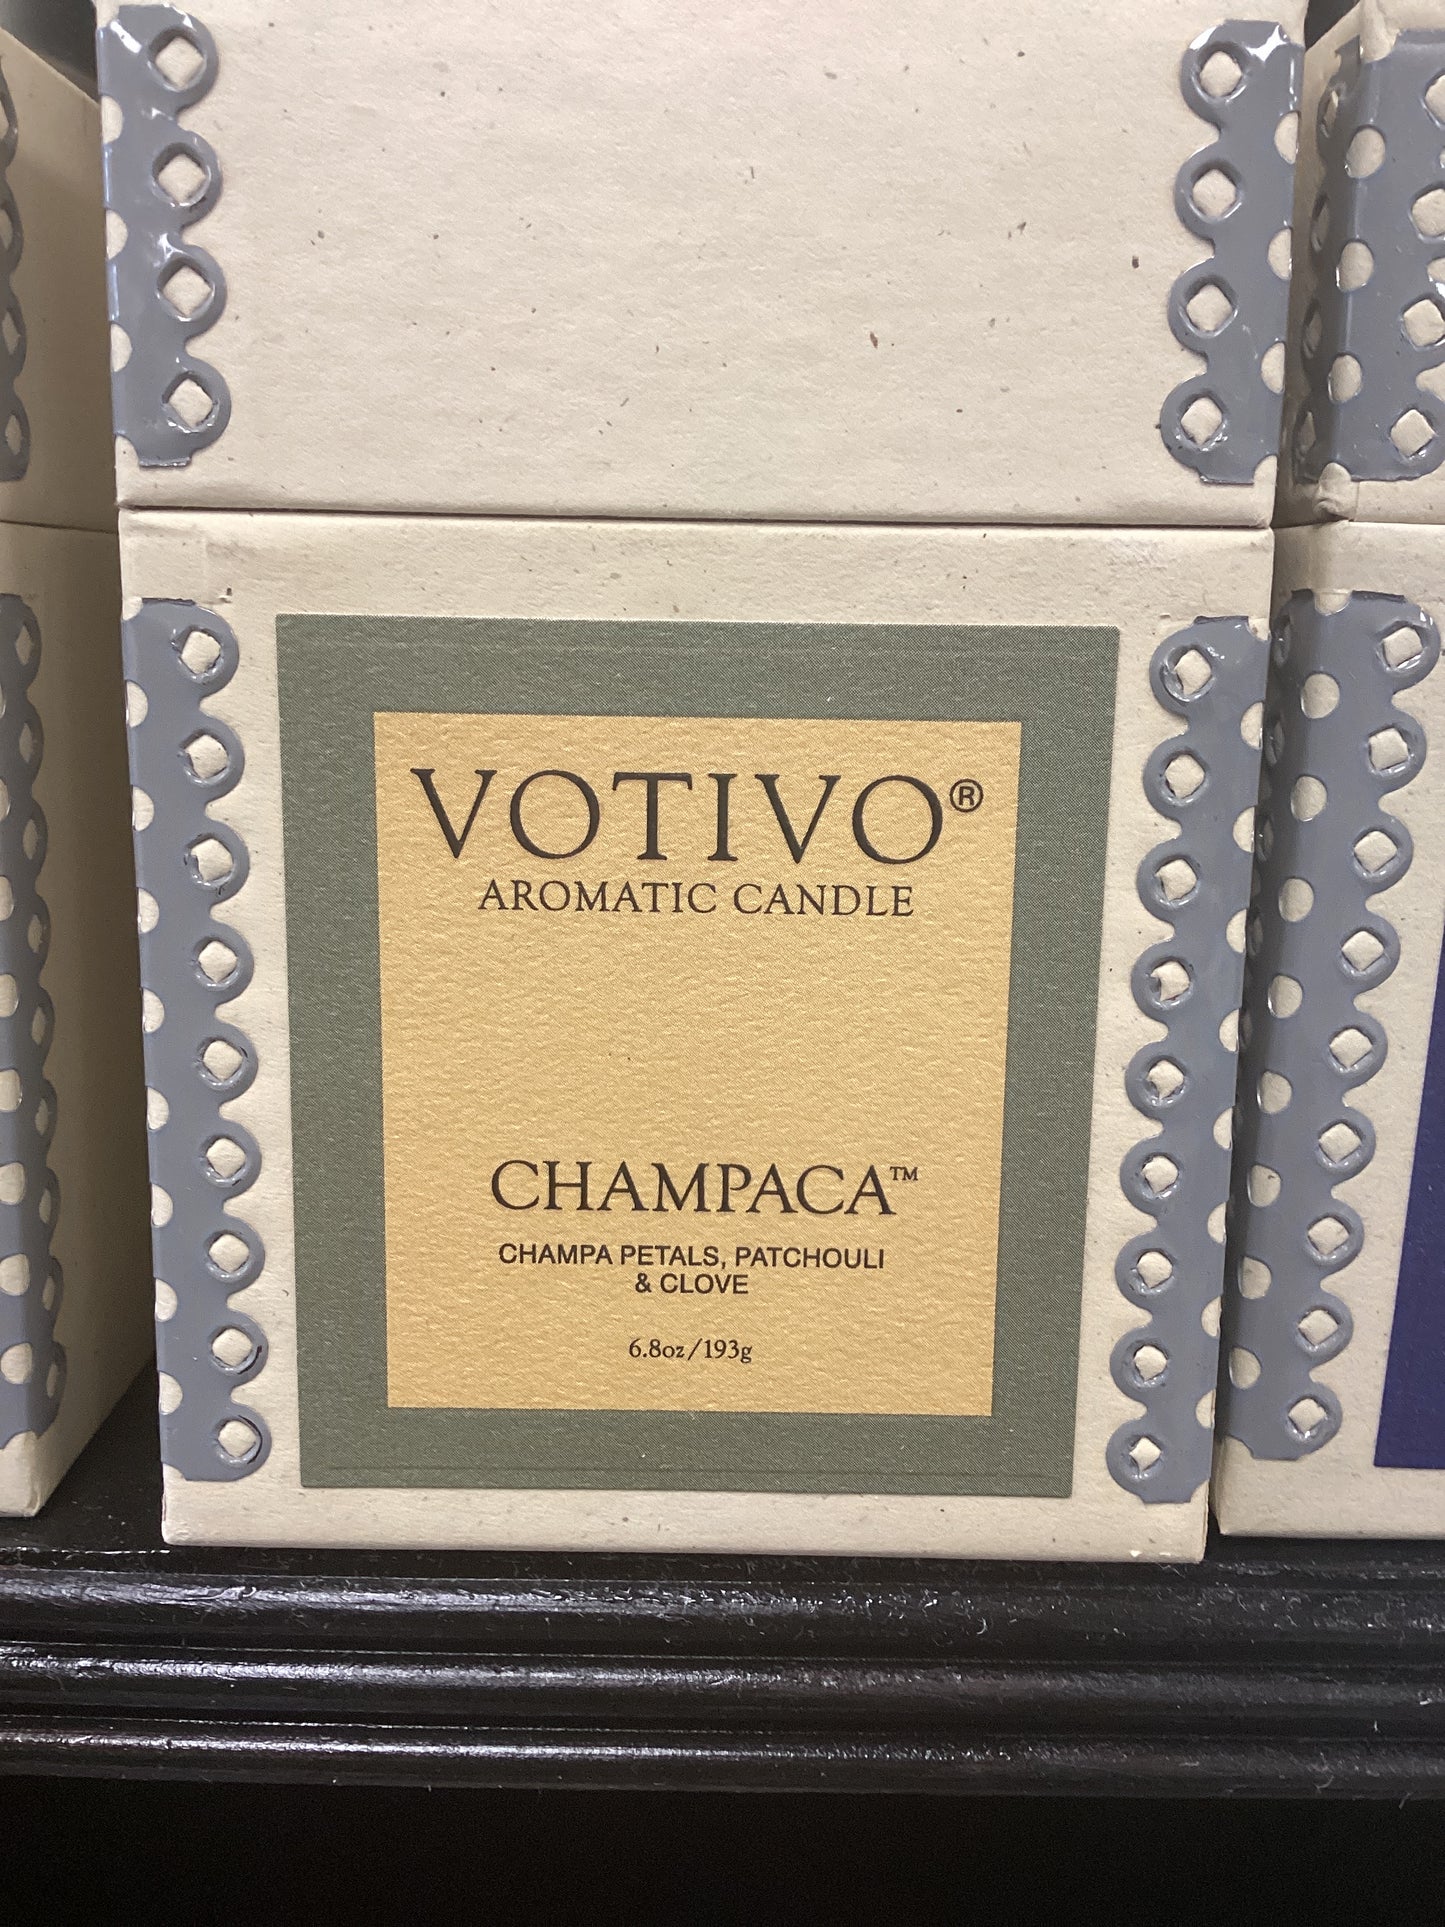 VOTIVO®
AROMATIC CANDLE
CHAMPACA™
CHAMPA PETALS, PATCHOULI
& CLOVE
6.8oz/193g